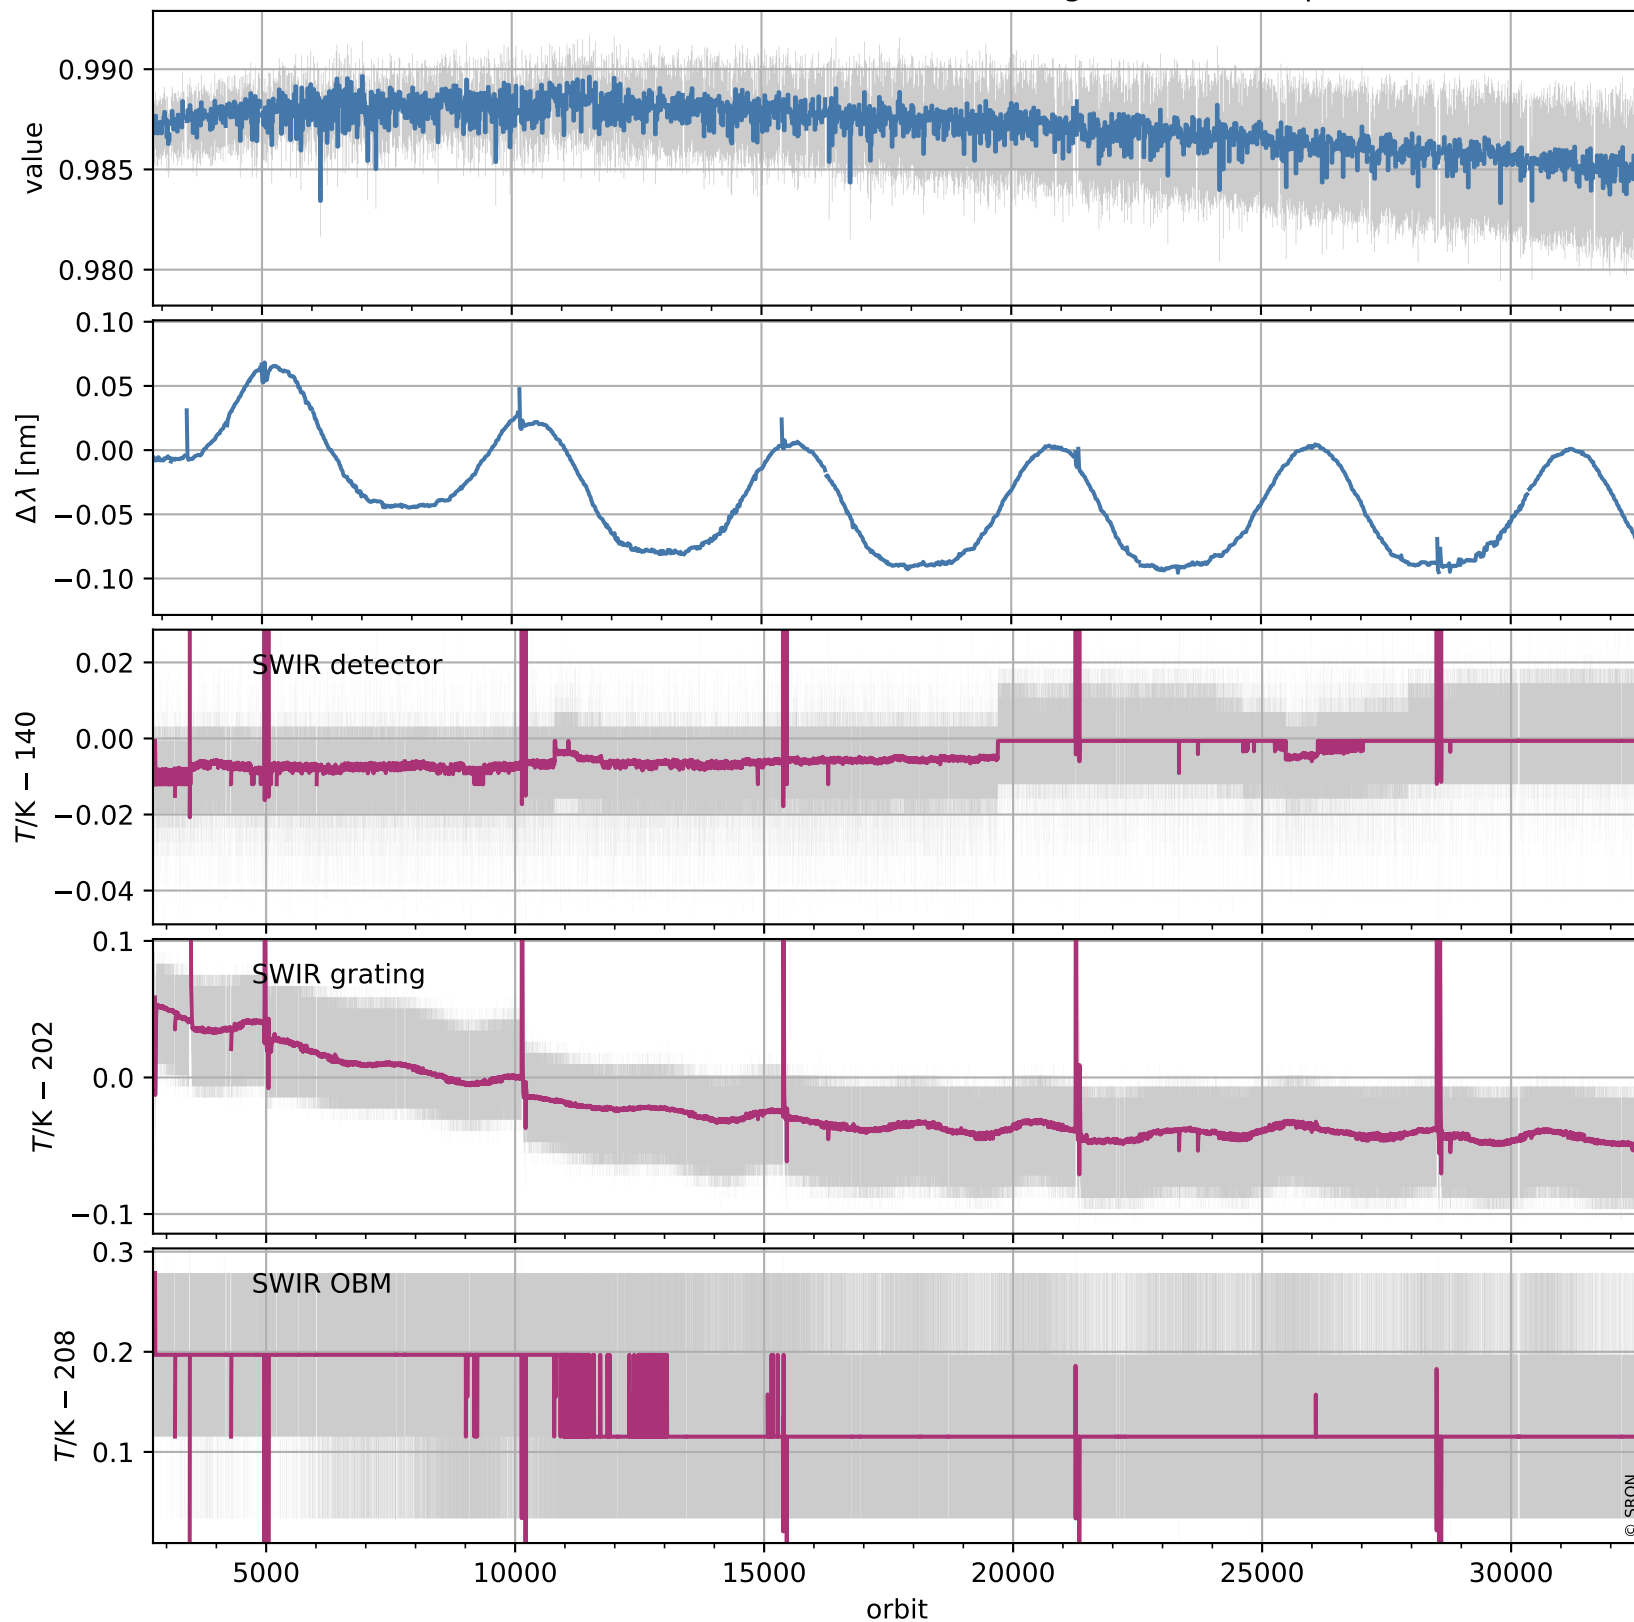 0.990
0.985
0.980
value
0.10
0.05
0.00
−0.05
−0.10
Δλ [nm]
SWIR detector
0.02
0.00
−0.02
−0.04
T/K − 140
SWIR grating
0.1
0.0
−0.1
T/K − 202
SWIR OBM
0.3
0.2
0.1
T/K − 208
© SRON
5000 10000 15000 20000 25000 30000
orbit